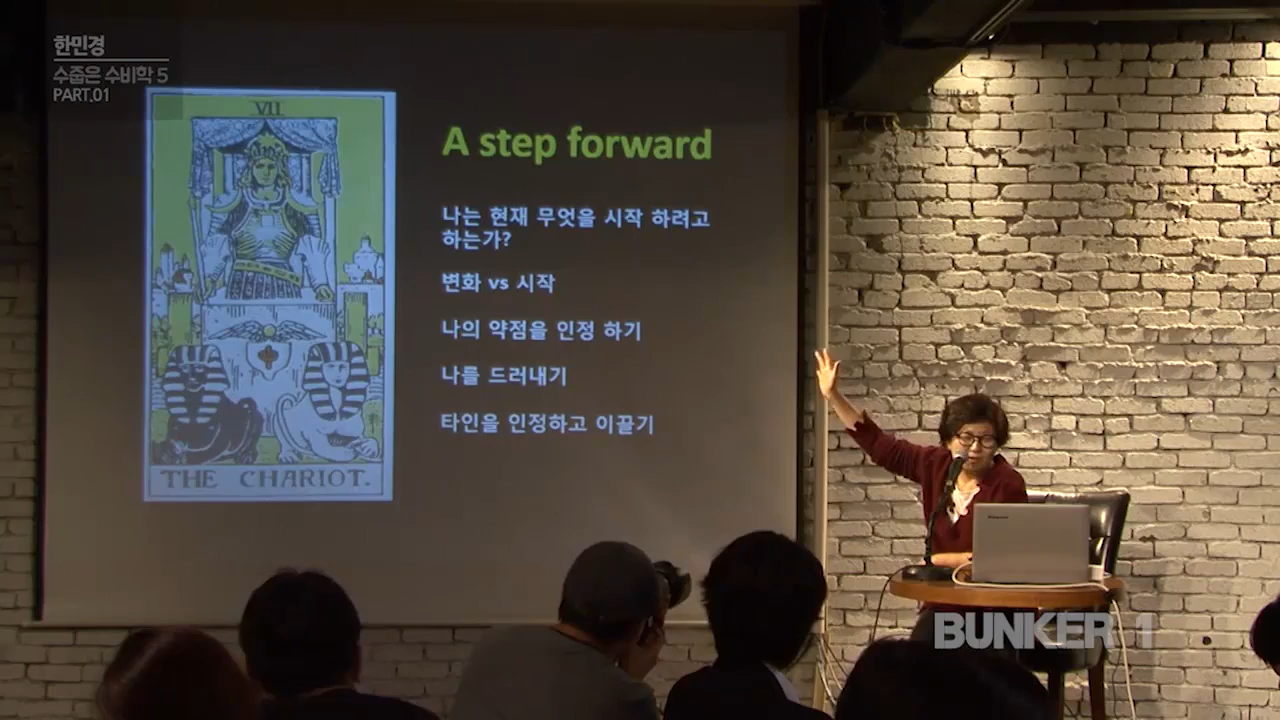 한민경
수줍은 수비학 5
PART.01
VII
THE CHARIOT.
A step forward
나는 현재 무엇을 시작 하려고
하는가?
변화 vs 시작
나의 약점을 인정 하기
나를 드러내기
타인을 인정하고 이끌기
BUNKER 1